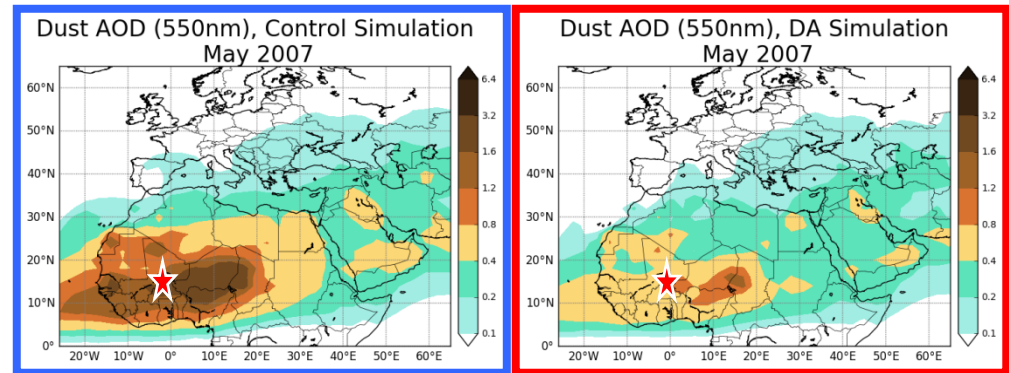 Dust AOD (550nm), Control Simulation
May 2007
60°N
50°N
40°N
30°N
20°N
10°N
0°
20°W 10°W 0° 10°E 20°E 30°E 40°E 50°E 60°E
6.4
3.2
1.6
1.2
0.8
0.4
0.2
0.1
Dust AOD (550nm), DA Simulation
May 2007
60°N
50°N
40°N
30°N
20°N
10°N
0°
20°W 10°W 0° 10°E 20°E 30°E 40°E 50°E 60°E
6.4
3.2
1.6
1.2
0.8
0.4
0.2
0.1